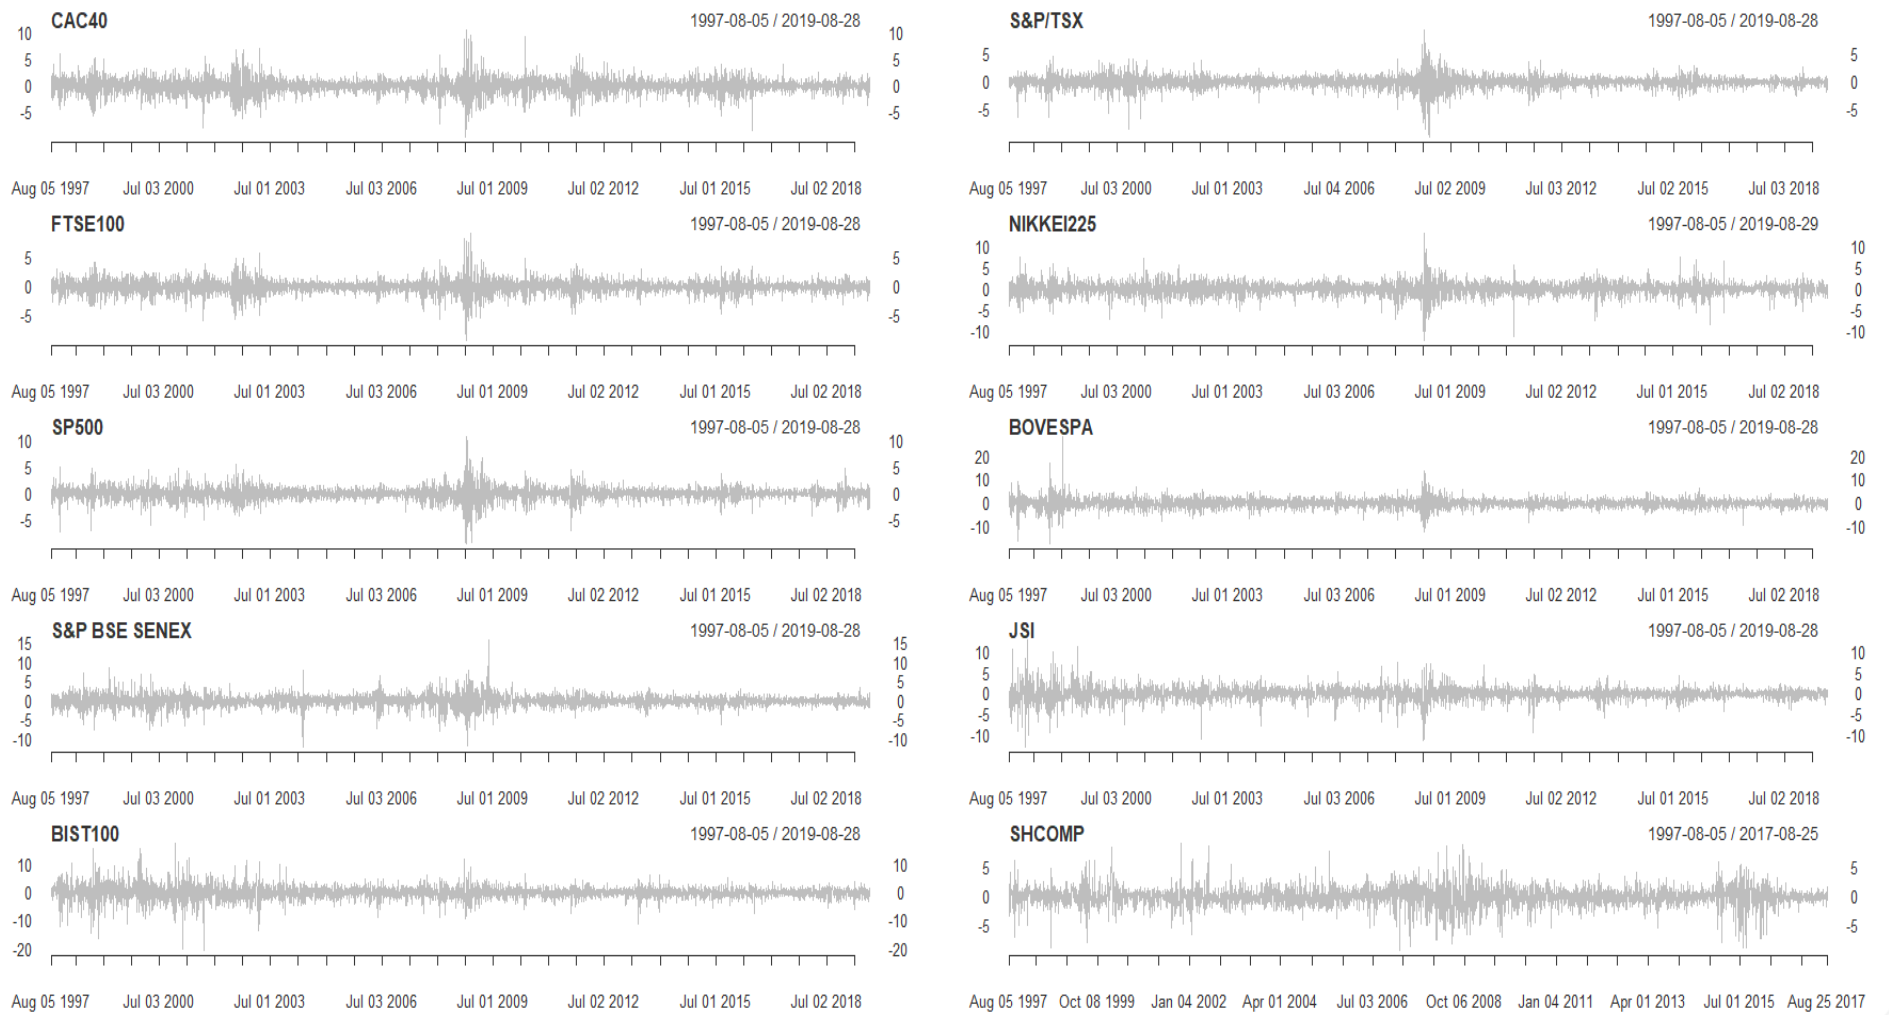 CAC40 1997-08-05 / 2019-08-28
10 10
5 5
0 0
-5 -5
Aug 05 1997 Jul 03 2000 Jul 01 2003 Jul 03 2006 Jul 01 2009 Jul 02 2012 Jul 01 2015 Jul 02 2018
S&P/TSX 1997-08-05 / 2019-08-28
5 5
0 0
-5 -5
Aug 05 1997 Jul 03 2000 Jul 01 2003 Jul 04 2006 Jul 02 2009 Jul 03 2012 Jul 02 2015 Jul 03 2018
FTSE100 1997-08-05 / 2019-08-28
5 5
0 0
-5 -5
Aug 05 1997 Jul 03 2000 Jul 01 2003 Jul 03 2006 Jul 01 2009 Jul 02 2012 Jul 01 2015 Jul 02 2018
NIKKEI225 1997-08-05 / 2019-08-29
10 10
5 5
0 0
-5 -5
-10 -10
Aug 05 1997 Jul 03 2000 Jul 01 2003 Jul 03 2006 Jul 01 2009 Jul 02 2012 Jul 01 2015 Jul 02 2018
SP500 1997-08-05 / 2019-08-28
10 10
5 5
0 0
-5 -5
Aug 05 1997 Jul 03 2000 Jul 01 2003 Jul 03 2006 Jul 01 2009 Jul 02 2012 Jul 01 2015 Jul 02 2018
BOVESPA 1997-08-05 / 2019-08-28
20 20
10 10
0 0
-10 -10
Aug 05 1997 Jul 03 2000 Jul 01 2003 Jul 03 2006 Jul 01 2009 Jul 02 2012 Jul 01 2015 Jul 02 2018
S&P BSE SENEX 1997-08-05 / 2019-08-28
15 15
10 10
5 5
0 0
-5 -5
-10 -10
Aug 05 1997 Jul 03 2000 Jul 01 2003 Jul 03 2006 Jul 01 2009 Jul 02 2012 Jul 01 2015 Jul 02 2018
JSI 1997-08-05 / 2019-08-28
10 10
5 5
0 0
-5 -5
-10 -10
Aug 05 1997 Jul 03 2000 Jul 01 2003 Jul 03 2006 Jul 01 2009 Jul 02 2012 Jul 01 2015 Jul 02 2018
BIST100 1997-08-05 / 2019-08-28
10 10
0 0
-10 -10
-20 -20
Aug 05 1997 Jul 03 2000 Jul 01 2003 Jul 03 2006 Jul 01 2009 Jul 02 2012 Jul 01 2015 Jul 02 2018
SHCOMP 1997-08-05 / 2017-08-25
5 5
0 0
-5 -5
Aug 05 1997 Oct 08 1999 Jan 04 2002 Apr 01 2004 Jul 03 2006 Oct 06 2008 Jan 04 2011 Apr 01 2013 Jul 01 2015 Aug 25 2017